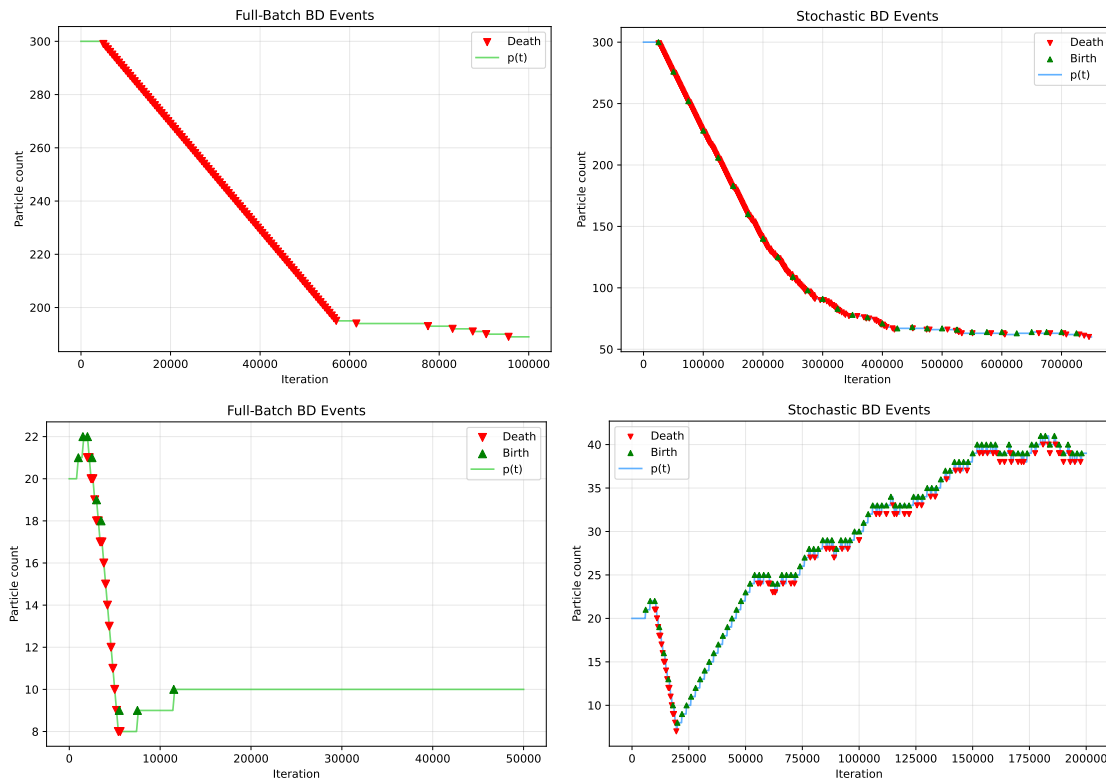 Full-Batch BD Events
Particle count
300
280
260
240
220
200
0
20000
40000
60000
80000
100000
Iteration
Death
p(t)
Stochastic BD Events
Particle count
300
250
200
150
100
50
0
100000
200000
300000
400000
500000
600000
700000
Iteration
Death
Birth
p(t)
Full-Batch BD Events
Particle count
22
20
18
16
14
12
10
8
0
10000
20000
30000
40000
50000
Iteration
Death
Birth
p(t)
Stochastic BD Events
Particle count
40
35
30
25
20
15
10
0
25000
50000
75000
100000
125000
150000
175000
200000
Iteration
Death
Birth
p(t)